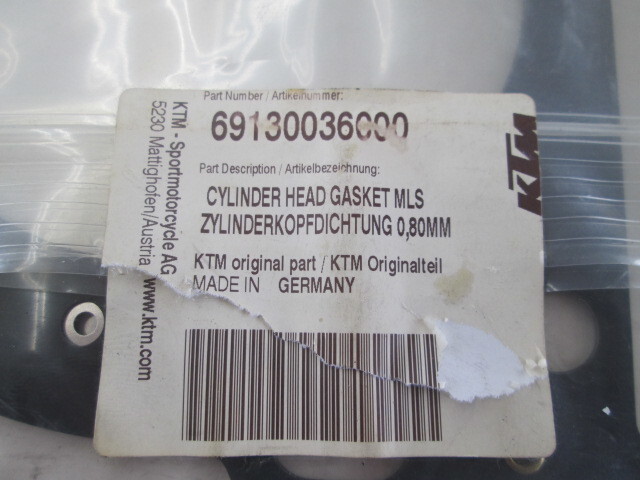 Part Number / Artikelnummer:
69130036000
Part Description / Artikelbezeichnung:
CYLINDER HEAD GASKET MLS
ZYLINDERKOPFDICHTUNG 0,80MM
KTM original part / KTM Originalteil
MADE IN GERMANY
KTM - Sportmotorcycle AG
5230 Mattighofen/Austria www.ktm.com
KTM